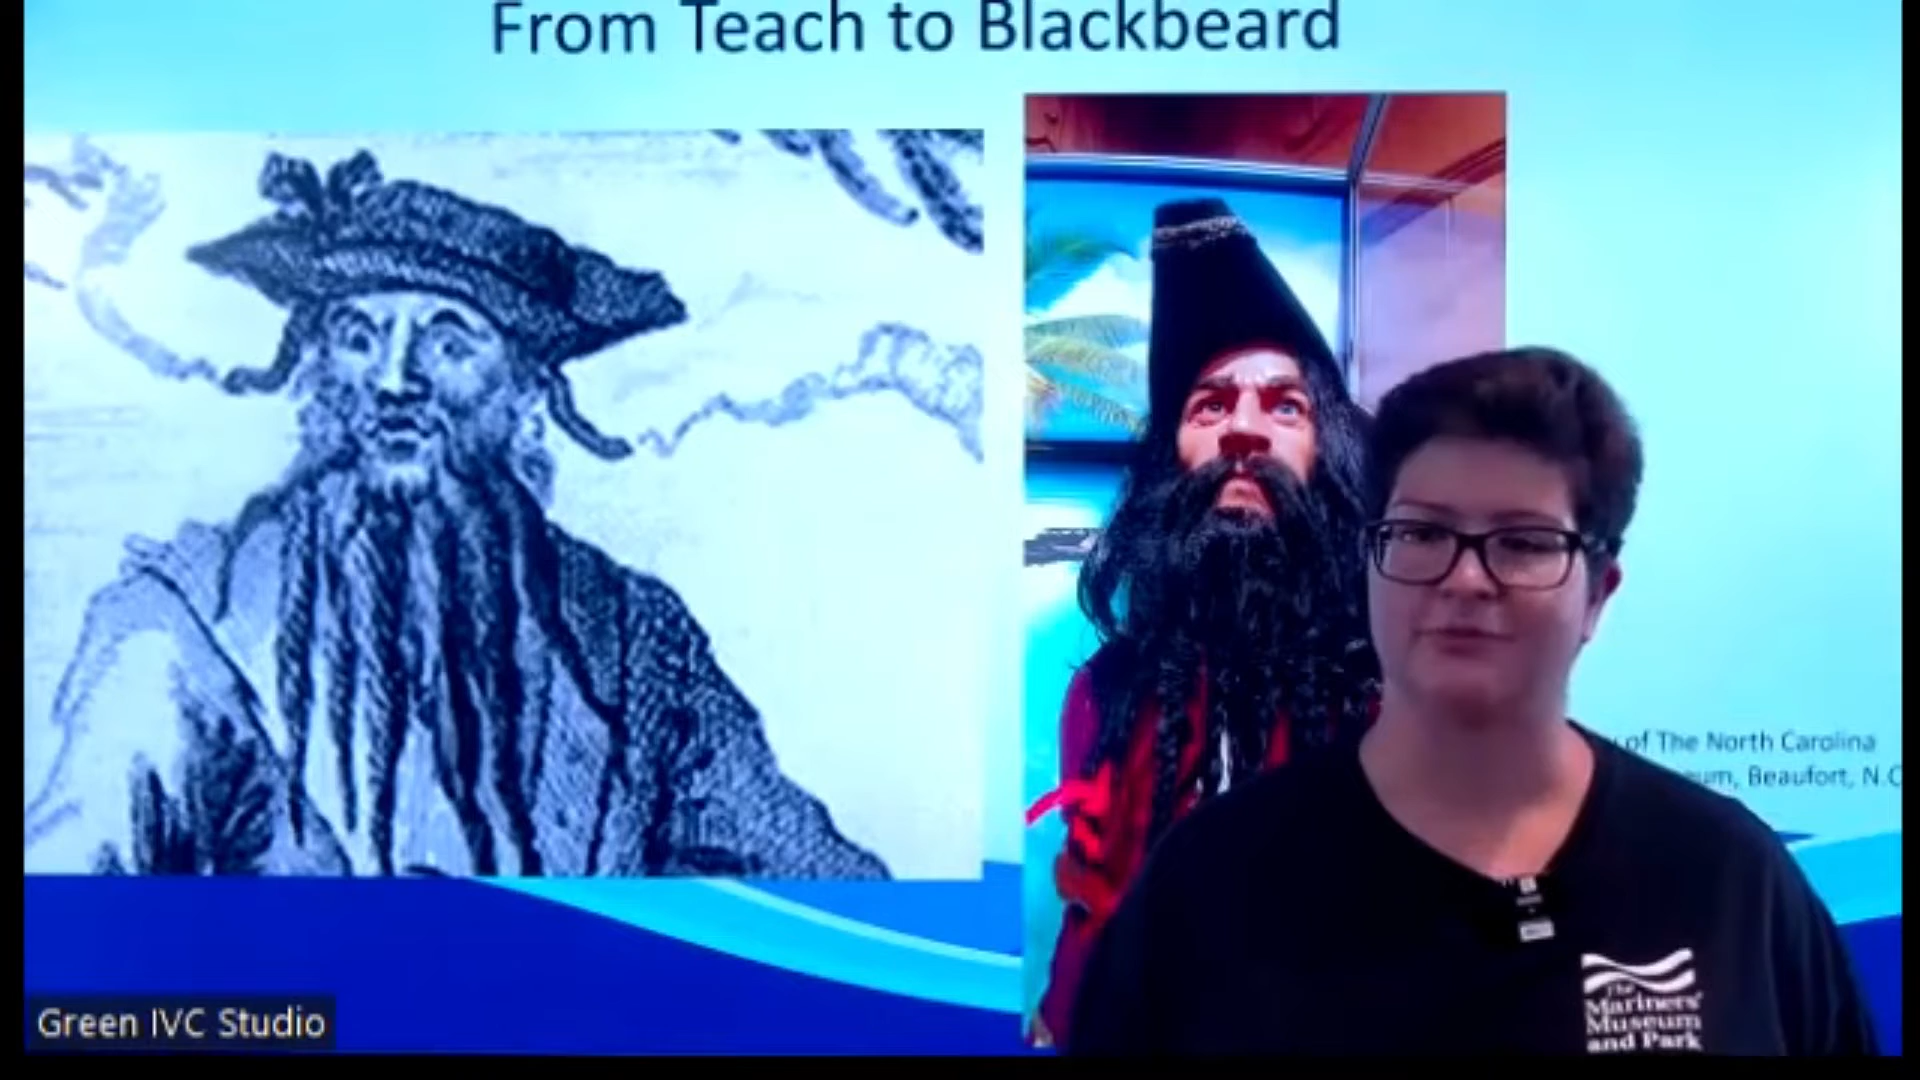 From Teach to Blackbeard
of The North Carolina
Beaufort, N.C
Green IVC Studio
The
Mariners'
Museum
and Park